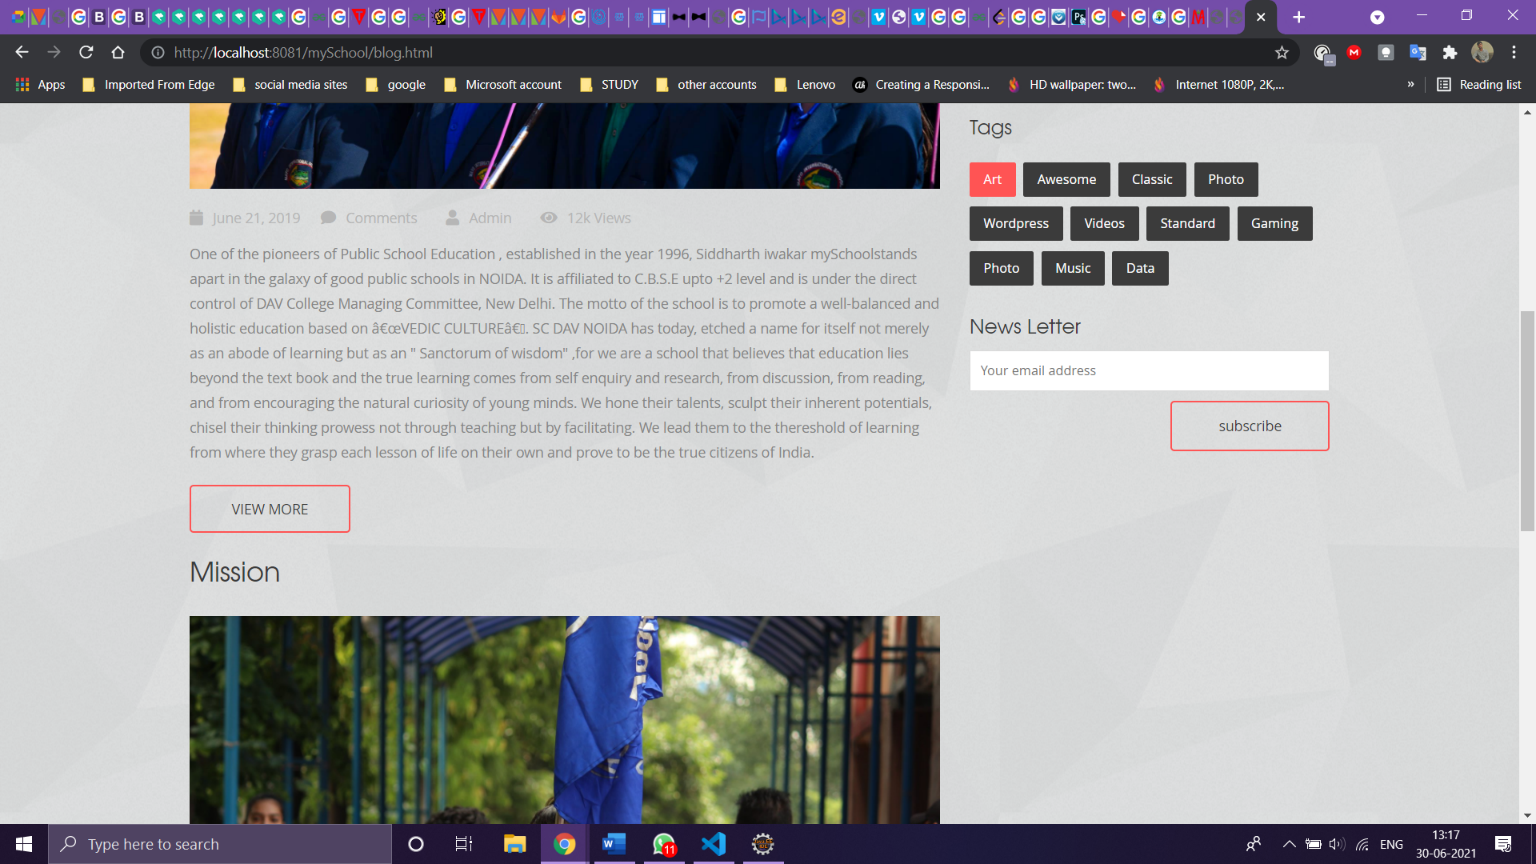 http://localhost:8081/mySchool/blog.html
Apps Imported From Edge social media sites google Microsoft account STUDY other accounts Lenovo Creating a Responsi... HD wallpaper: two... Internet 1080P, 2K,... » Reading list
June 21, 2019 Comments Admin 12k Views
One of the pioneers of Public School Education , established in the year 1996, Siddharth iwakar mySchoolstands
apart in the galaxy of good public schools in NOIDA. It is affiliated to C.B.S.E upto +2 level and is under the direct
control of DAV College Managing Committee, New Delhi. The motto of the school is to promote a well-balanced and
holistic education based on â€œVEDIC CULTUREâ€. SC DAV NOIDA has today, etched a name for itself not merely
as an abode of learning but as an " Sanctorum of wisdom" ,for we are a school that believes that education lies
beyond the text book and the true learning comes from self enquiry and research, from discussion, from reading,
and from encouraging the natural curiosity of young minds. We hone their talents, sculpt their inherent potentials,
chisel their thinking prowess not through teaching but by facilitating. We lead them to the thereshold of learning
from where they grasp each lesson of life on their own and prove to be the true citizens of India.
VIEW MORE
Mission
Tags
Art Awesome Classic Photo
Wordpress Videos Standard Gaming
Photo Music Data
News Letter
Your email address
subscribe
Type here to search
11
ENG
13:17
30-06-2021